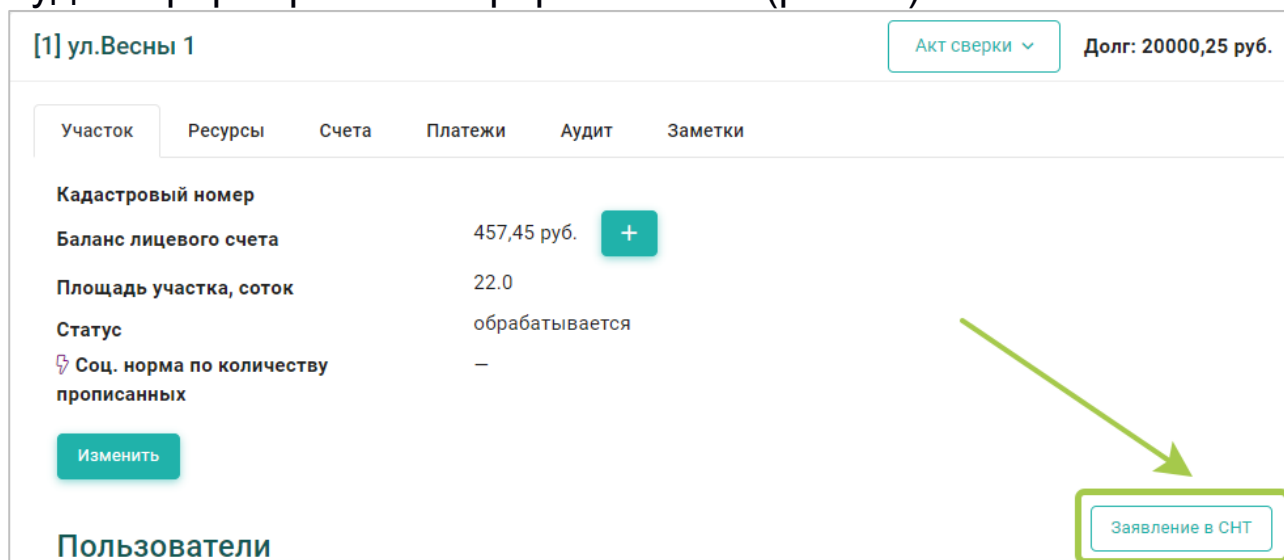 [1] ул.Весны 1
Акт сверки
Долг: 20000,25 руб.
Участок Ресурсы Счета Платежи Аудит Заметки
Кадастровый номер
Баланс лицевого счета 457,45 руб. +
Площадь участка, соток 22.0
Статус обрабатывается
Соц. норма по количеству –
прописанных
Изменить
Заявление в СНТ
Пользователи